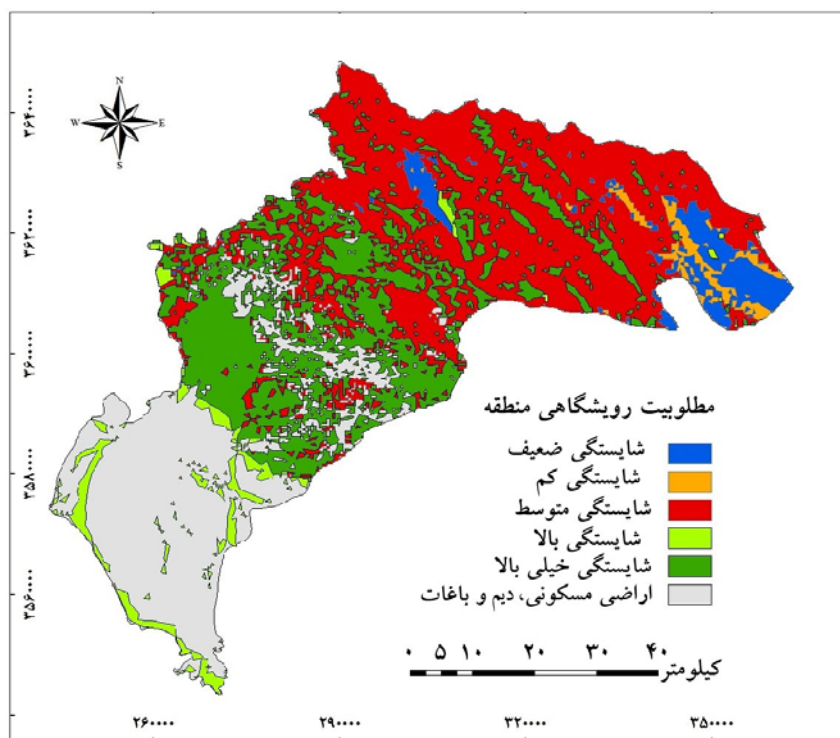 N
W E
S
۳۶۴۰۰۰۰
۳۶۲۰۰۰۰
۳۶۰۰۰۰۰
۳۵۸۰۰۰۰
۳۵۶۰۰۰۰
مطلوبیت رویشگاهی منطقه
شایستگی ضعیف
شایستگی کم
شایستگی متوسط
شایستگی بالا
شایستگی خیلی بالا
اراضی مسکونی، دیم و باغات
۰ ۵ ۱۰ ۲۰ ۳۰ ۴۰
کیلومتر
۲۶۰۰۰۰ ۲۹۰۰۰۰ ۳۲۰۰۰۰ ۳۵۰۰۰۰